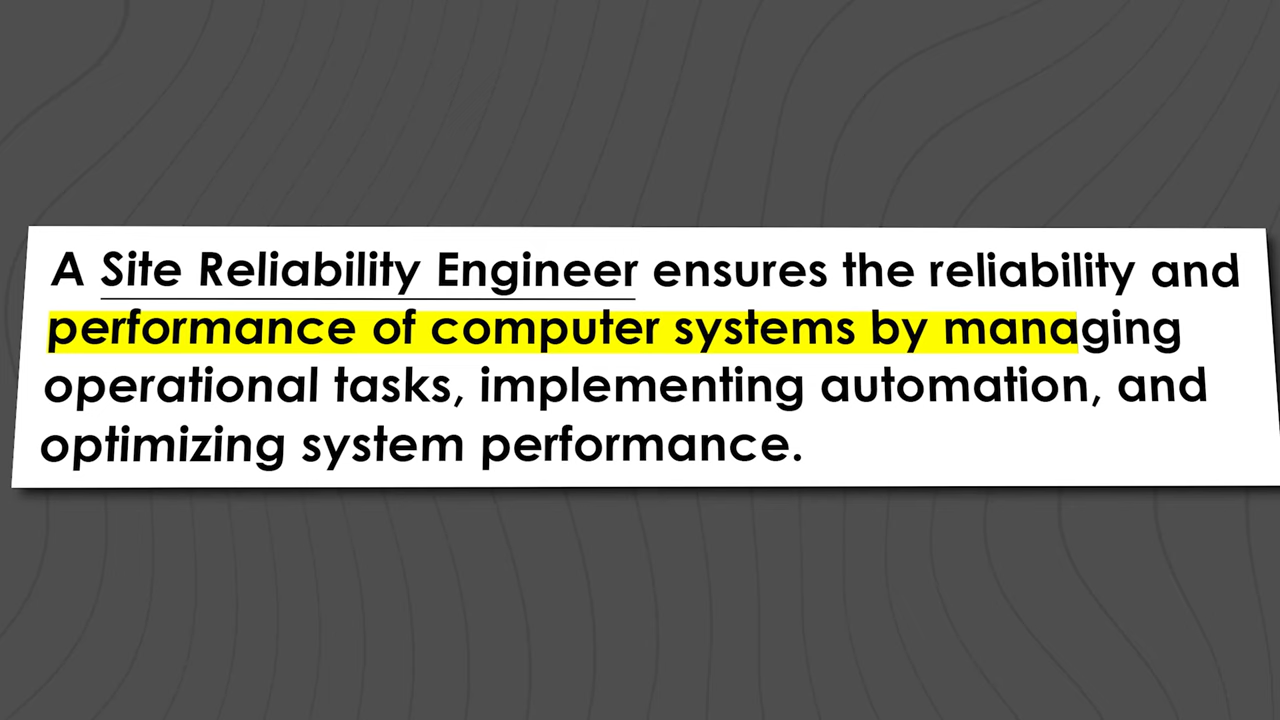 A Site Reliability Engineer ensures the reliability and
performance of computer systems by managing
operational tasks, implementing automation, and
optimizing system performance.